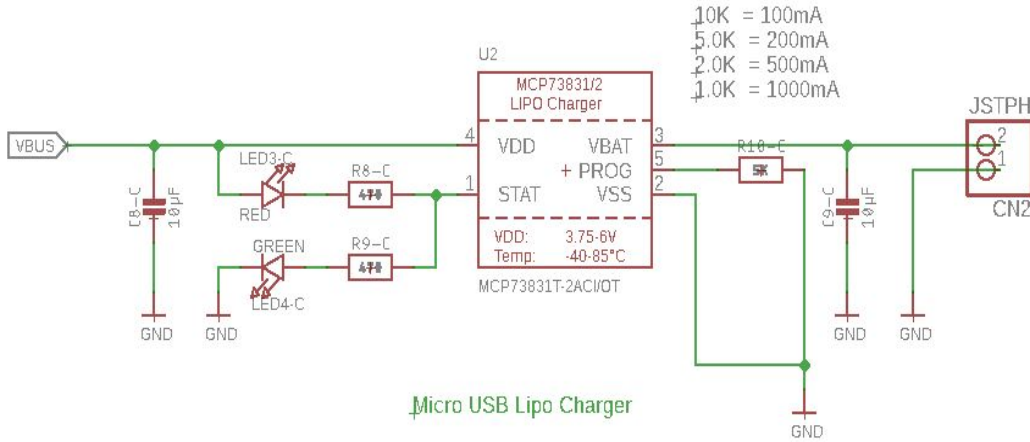 10K = 100mA
5.0K = 200mA
2.0K = 500mA
1.0K = 1000mA
U2
MCP73831/2
LIPO Charger
JSTPH
VBUS
4
VDD
VBAT
3
2
LED3-C
R8-C
+ PROG
5
R10-C
5K
1
C8-C
10µF
RED
470
1
STAT
VSS
2
C9-C
10µF
CN2
GREEN
R9-C
470
VDD: 3.75-6V
Temp: -40-85°C
LED4-C
MCP73831T-2ACI/OT
GND
GND
GND
GND
Micro USB Lipo Charger
GND